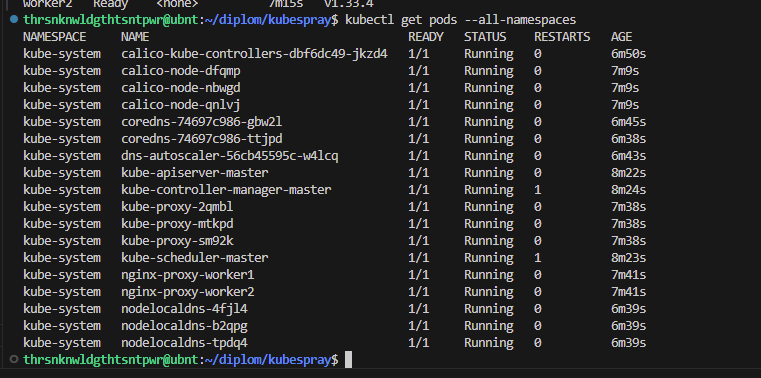 worker2   Ready    <none>          7m15s   v1.33.4
thrsnknwldgthtsntpwr@ubnt:~/diplom/kubespray$ kubectl get pods --all-namespaces
NAMESPACE     NAME                                      READY   STATUS    RESTARTS   AGE
kube-system   calico-kube-controllers-dbf6dc49-jkzd4   1/1     Running   0          6m50s
kube-system   calico-node-dfqmp                         1/1     Running   0          7m9s
kube-system   calico-node-nbwgd                         1/1     Running   0          7m9s
kube-system   calico-node-qnlvj                         1/1     Running   0          7m9s
kube-system   coredns-74697c986-gbw2l                   1/1     Running   0          6m45s
kube-system   coredns-74697c986-ttjpd                   1/1     Running   0          6m38s
kube-system   dns-autoscaler-56cb45595c-w4lcq           1/1     Running   0          6m43s
kube-system   kube-apiserver-master                     1/1     Running   0          8m22s
kube-system   kube-controller-manager-master            1/1     Running   1          8m24s
kube-system   kube-proxy-2qmbl                          1/1     Running   0          7m38s
kube-system   kube-proxy-mtkpd                          1/1     Running   0          7m38s
kube-system   kube-proxy-sm92k                          1/1     Running   0          7m38s
kube-system   kube-scheduler-master                     1/1     Running   1          8m23s
kube-system   nginx-proxy-worker1                       1/1     Running   0          7m41s
kube-system   nginx-proxy-worker2                       1/1     Running   0          7m41s
kube-system   nodelocaldns-4fjl4                        1/1     Running   0          6m39s
kube-system   nodelocaldns-b2qpg                        1/1     Running   0          6m39s
kube-system   nodelocaldns-tpdq4                        1/1     Running   0          6m39s
thrsnknwldgthtsntpwr@ubnt:~/diplom/kubespray$